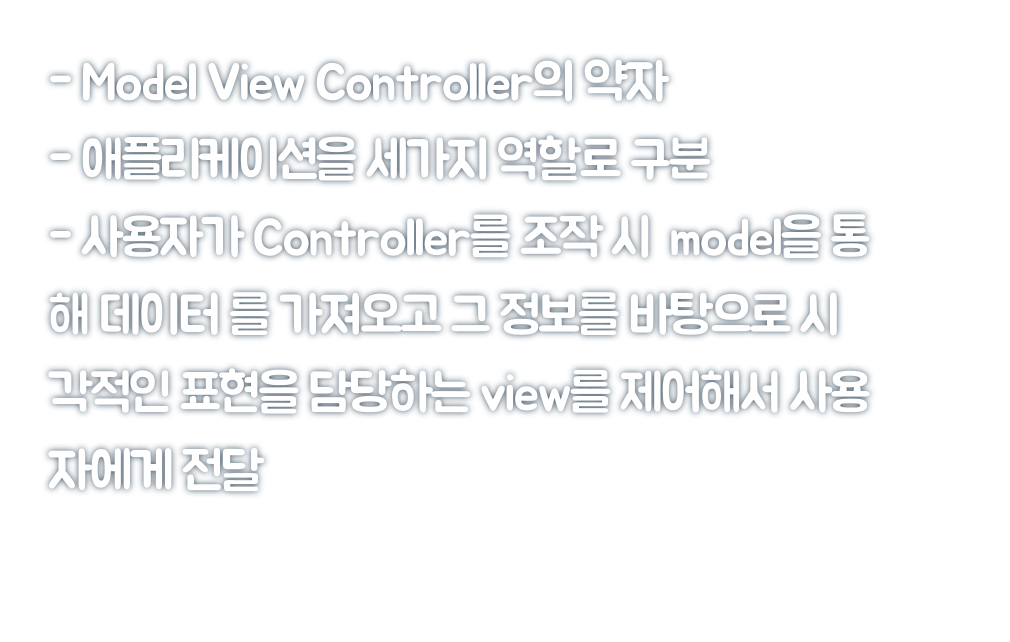 - Model View Controller의 약자
- 애플리케이션을 세가지 역할로 구분
- 사용자가 Controller를 조작 시  model을 통
해 데이터 를 가져오고 그 정보를 바탕으로 시
각적인 표현을 담당하는 view를 제어해서 사용
자에게 전달